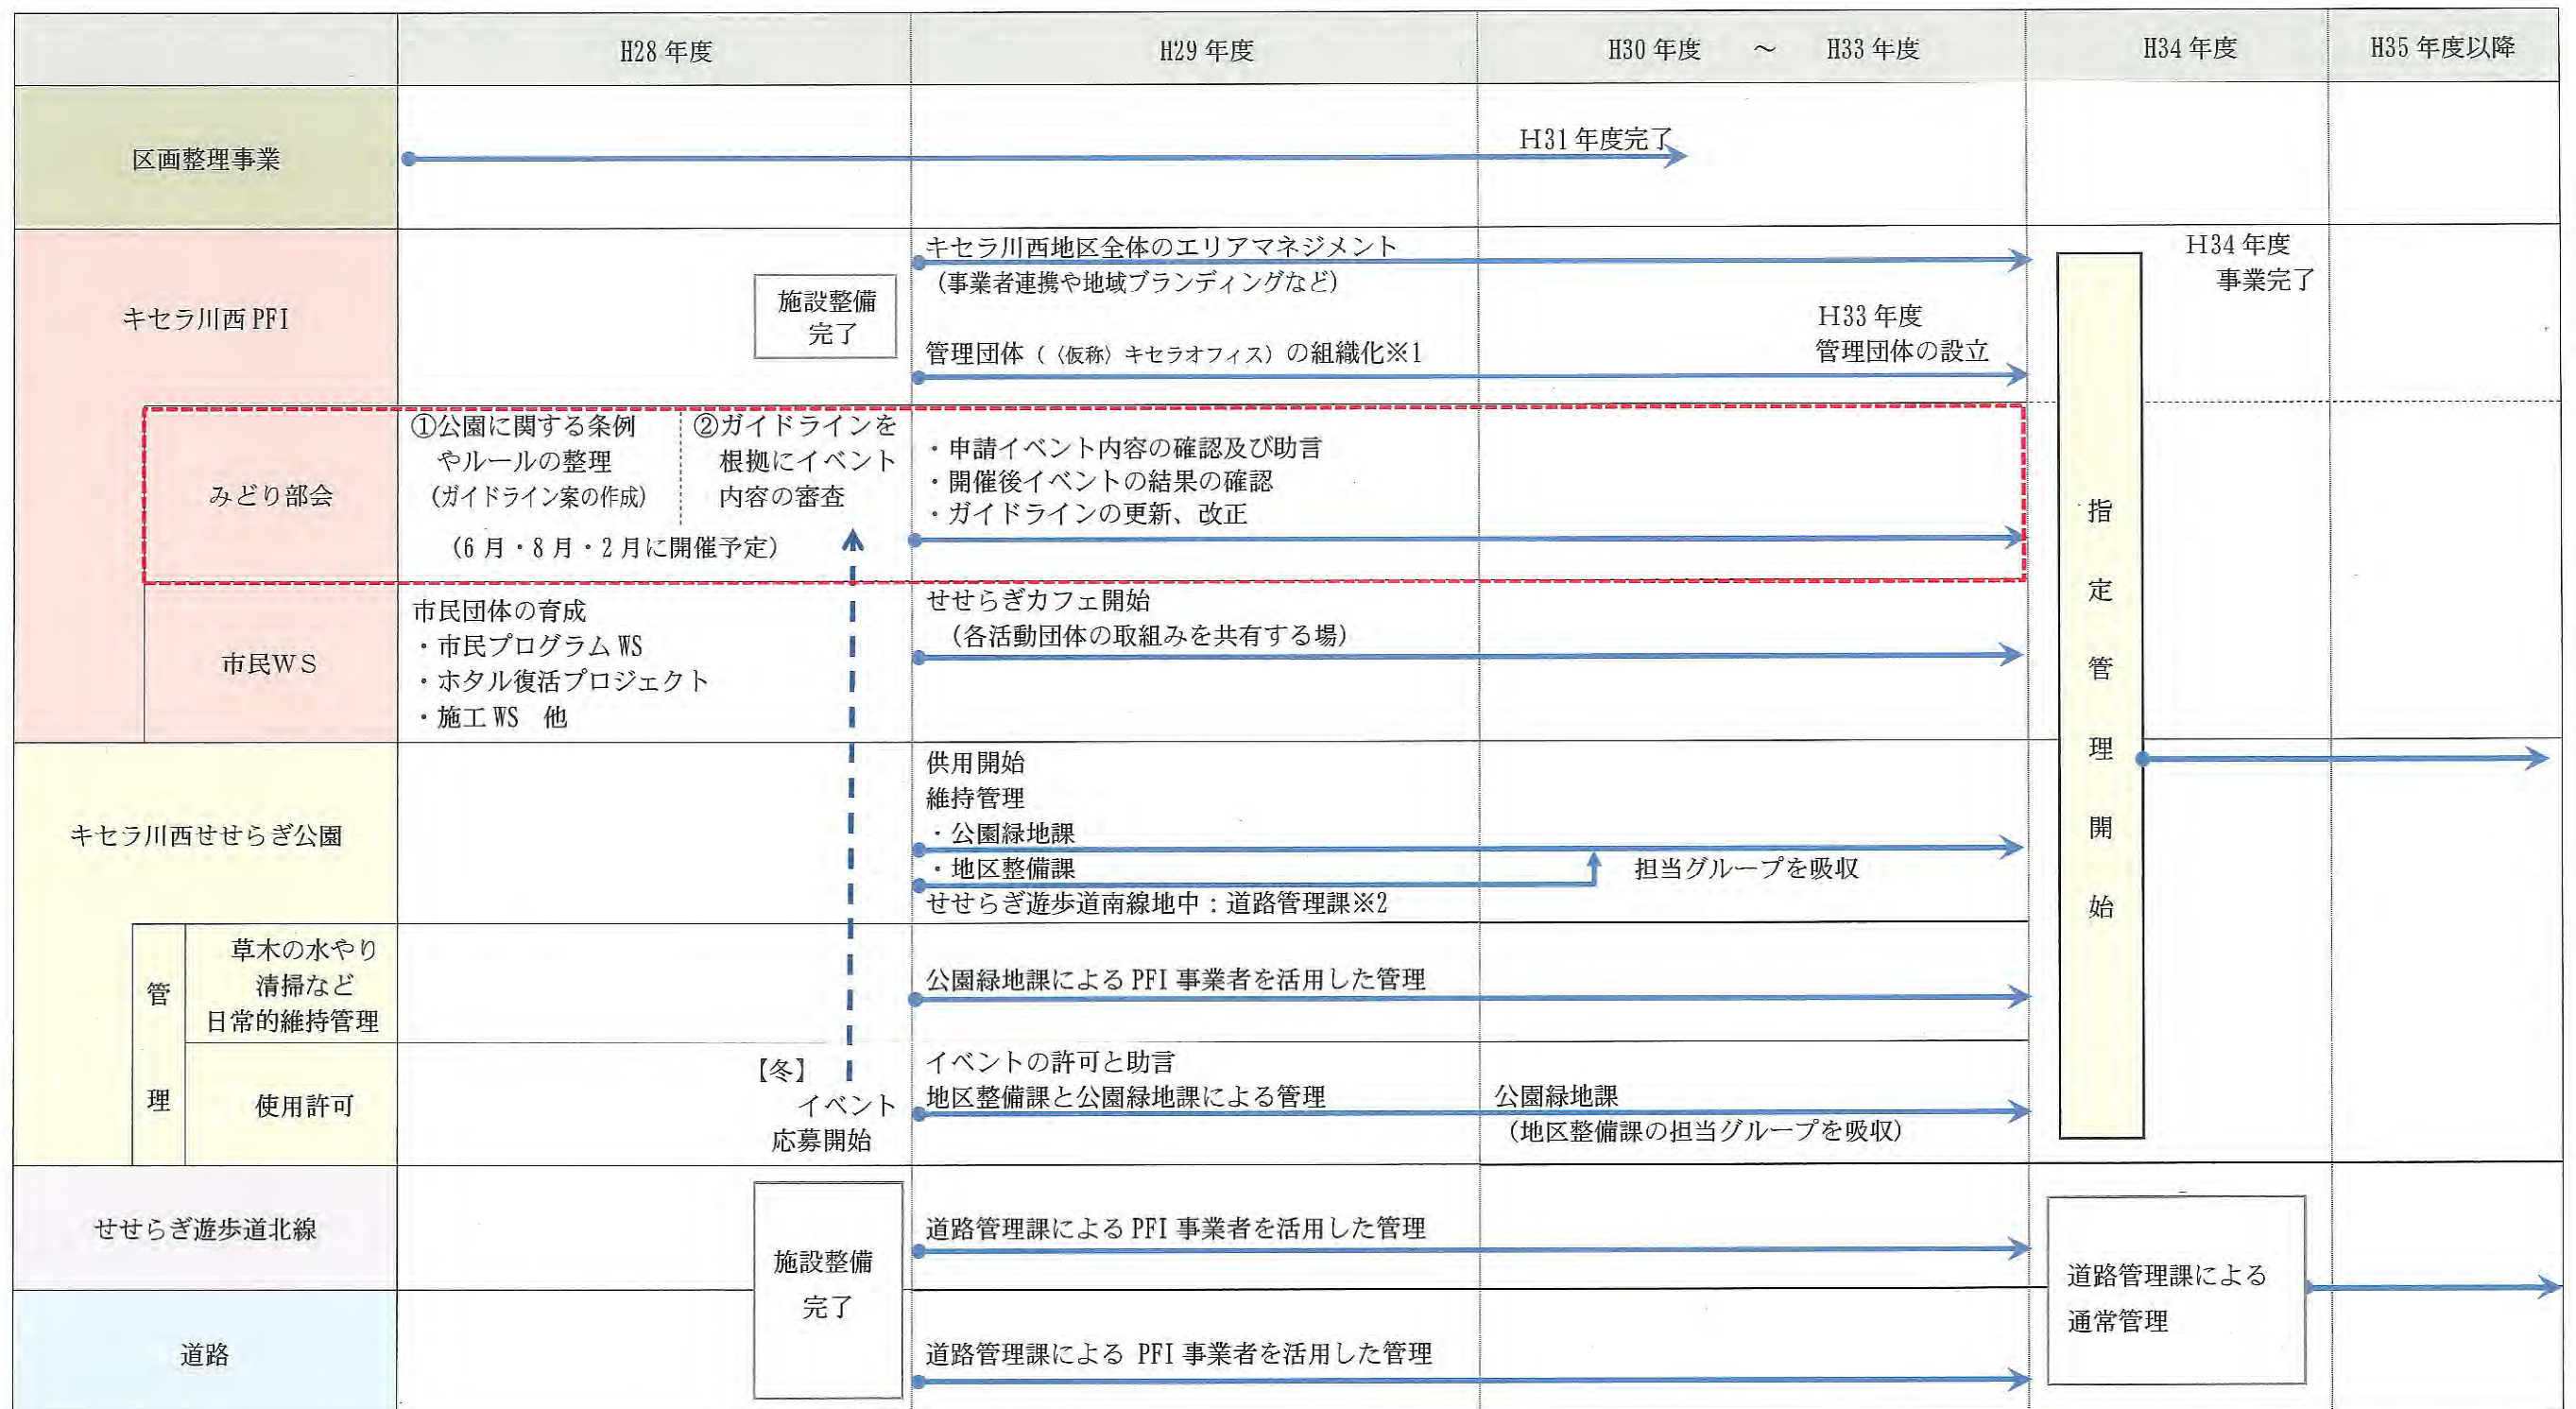 H28 年度
H29 年度
H30 年度 ～ H33 年度
H34 年度
H35 年度以降
区画整理事業
H31 年度完了
キセラ川西 PFI
施設整備
完了
キセラ川西地区全体のエリアマネジメント
（事業者連携や地域ブランディングなど）
管理団体（〈仮称〉キセラオフィス）の組織化※1
H33 年度
管理団体の設立
H34 年度
事業完了
指定管理開始
みどり部会
①公園に関する条例
やルールの整理
（ガイドライン案の作成）
②ガイドラインを
根拠にイベント
内容の審査
（6 月・8 月・2 月に開催予定）
・申請イベント内容の確認及び助言
・開催後イベントの結果の確認
・ガイドラインの更新、改正
市民ＷＳ
市民団体の育成
・市民プログラム WS
・ホタル復活プロジェクト
・施工 WS 他
せせらぎカフェ開始
（各活動団体の取組みを共有する場）
キセラ川西せせらぎ公園
供用開始
維持管理
・公園緑地課
・地区整備課
担当グループを吸収
せせらぎ遊歩道南線地中：道路管理課※2
管理
草木の水やり
清掃など
日常的維持管理
公園緑地課による PFI 事業者を活用した管理
使用許可
【冬】
イベント
応募開始
イベントの許可と助言
地区整備課と公園緑地課による管理
公園緑地課
（地区整備課の担当グループを吸収）
せせらぎ遊歩道北線
施設整備
完了
道路管理課による PFI 事業者を活用した管理
道路管理課による
通常管理
道路
道路管理課による PFI 事業者を活用した管理